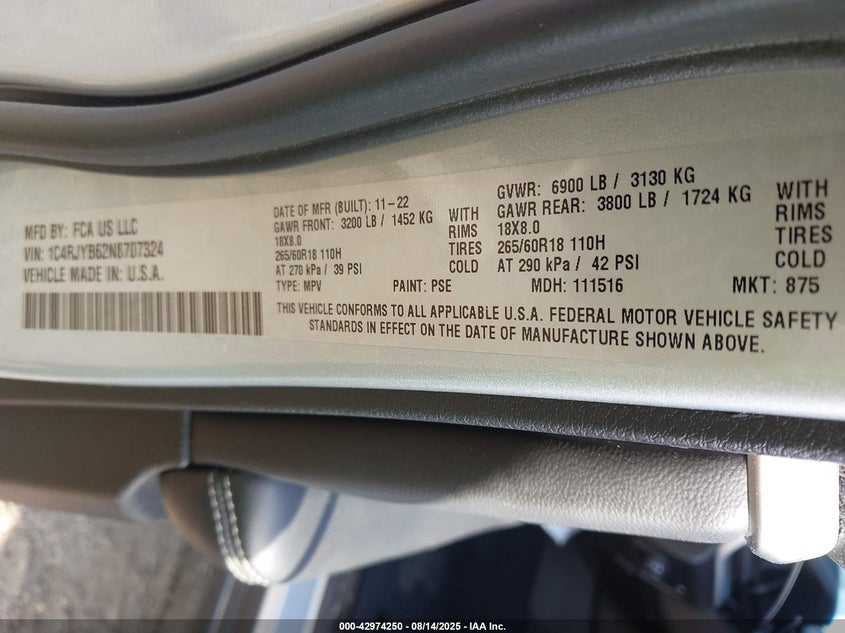 MFD BY: FCA US LLC
VIN: 1C4RJYB62N8707324
VEHICLE MADE IN: U.S.A.
DATE OF MFR (BUILT): 11-22
GAWR FRONT: 3200 LB / 1452 KG WITH
18X8.0 RIMS
265/60R18 110H TIRES
AT 270 kPa / 39 PSI COLD
GVWR: 6900 LB / 3130 KG
GAWR REAR: 3800 LB / 1724 KG WITH
18X8.0 RIMS
265/60R18 110H TIRES
AT 290 kPa / 42 PSI COLD
TYPE: MPV PAINT: PSE MDH: 111516 MKT: 875
THIS VEHICLE CONFORMS TO ALL APPLICABLE U.S.A. FEDERAL MOTOR VEHICLE SAFETY
STANDARDS IN EFFECT ON THE DATE OF MANUFACTURE SHOWN ABOVE.
000-42974250 - 08/14/2025 - IAA Inc.